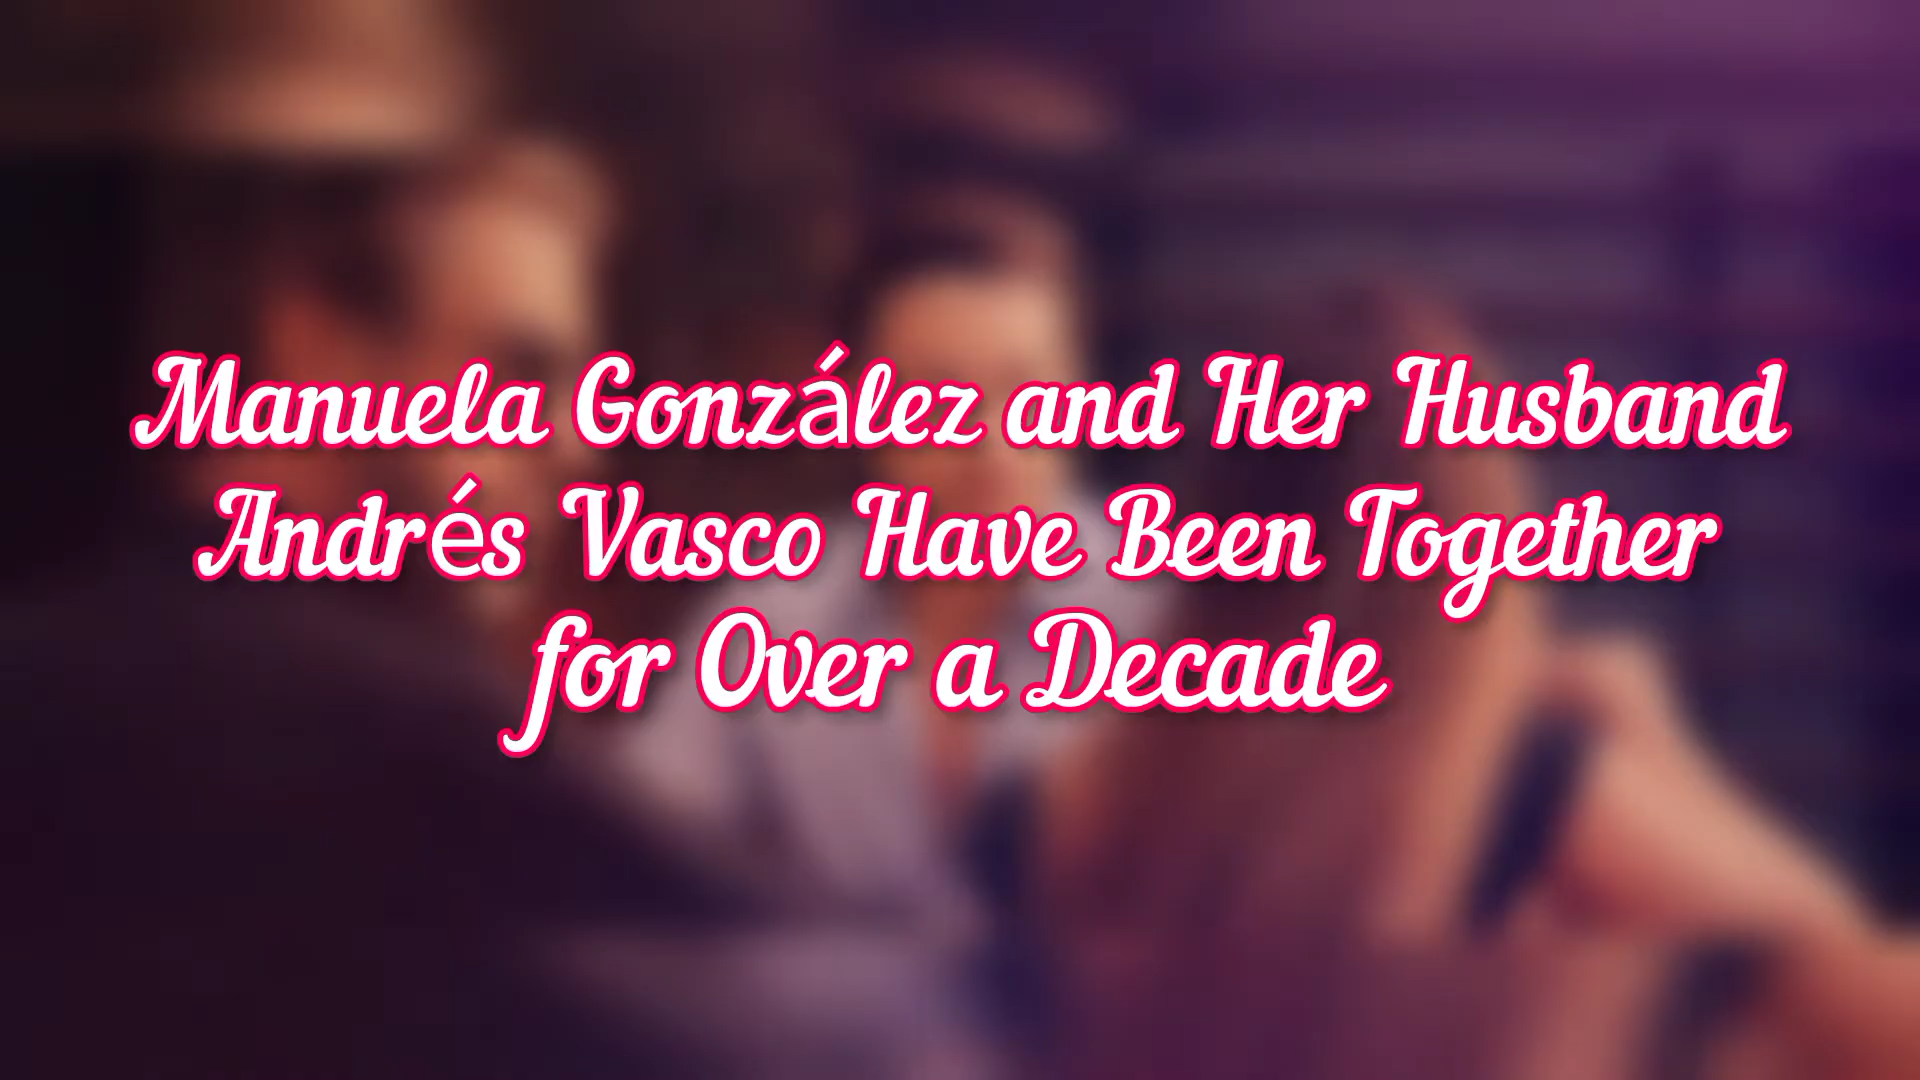 Manuela González and Her Husband
Andrés Vasco Have Been Together
for Over a Decade